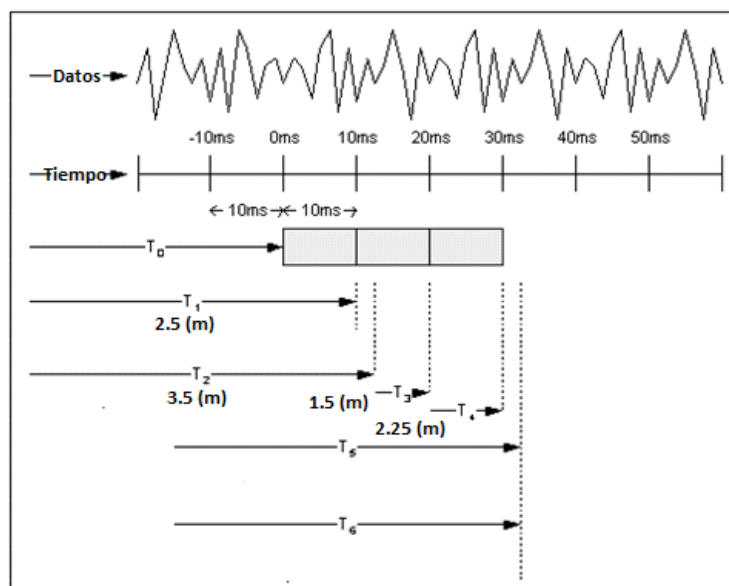 Datos
-10ms 0ms 10ms 20ms 30ms 40ms 50ms
Tiempo
10ms 10ms
T₀
T₁
2.5 (m)
T₂
3.5 (m)
T₃
1.5 (m)
T₄
2.25 (m)
T₅
T₆